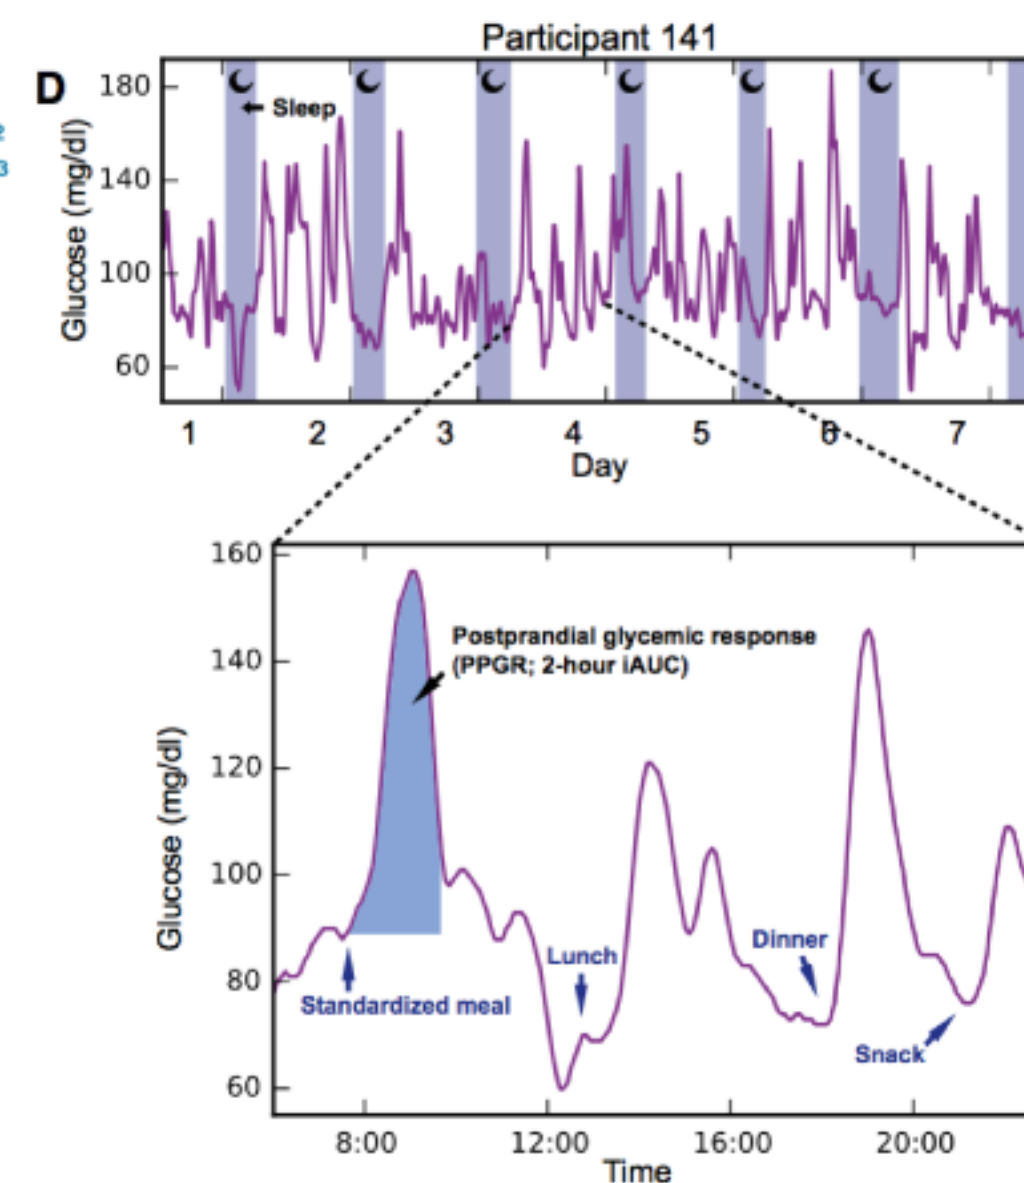 Participant 141
D
2
3
180
140
100
60
Glucose (mg/dl)
Sleep
1 2 3 4 5 6 7
Day
160
140
120
100
80
60
Glucose (mg/dl)
Postprandial glycemic response
(PPGR; 2-hour iAUC)
Standardized meal
Lunch
Dinner
Snack
8:00 12:00 16:00 20:00
Time